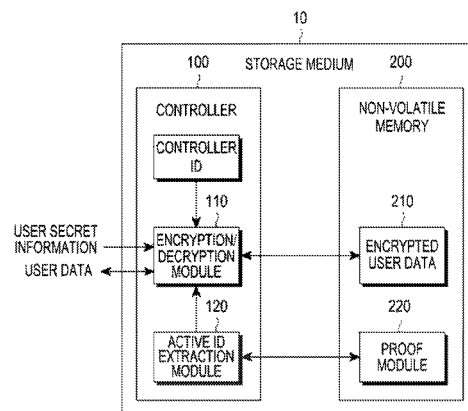 10
STORAGE MEDIUM
100
200
CONTROLLER
NON-VOLATILE
MEMORY
CONTROLLER
ID
110
210
USER SECRET
INFORMATION
USER DATA
ENCRYPTION/
DECRYPTION
MODULE
ENCRYPTED
USER DATA
120
220
ACTIVE ID
EXTRACTION
MODULE
PROOF
MODULE